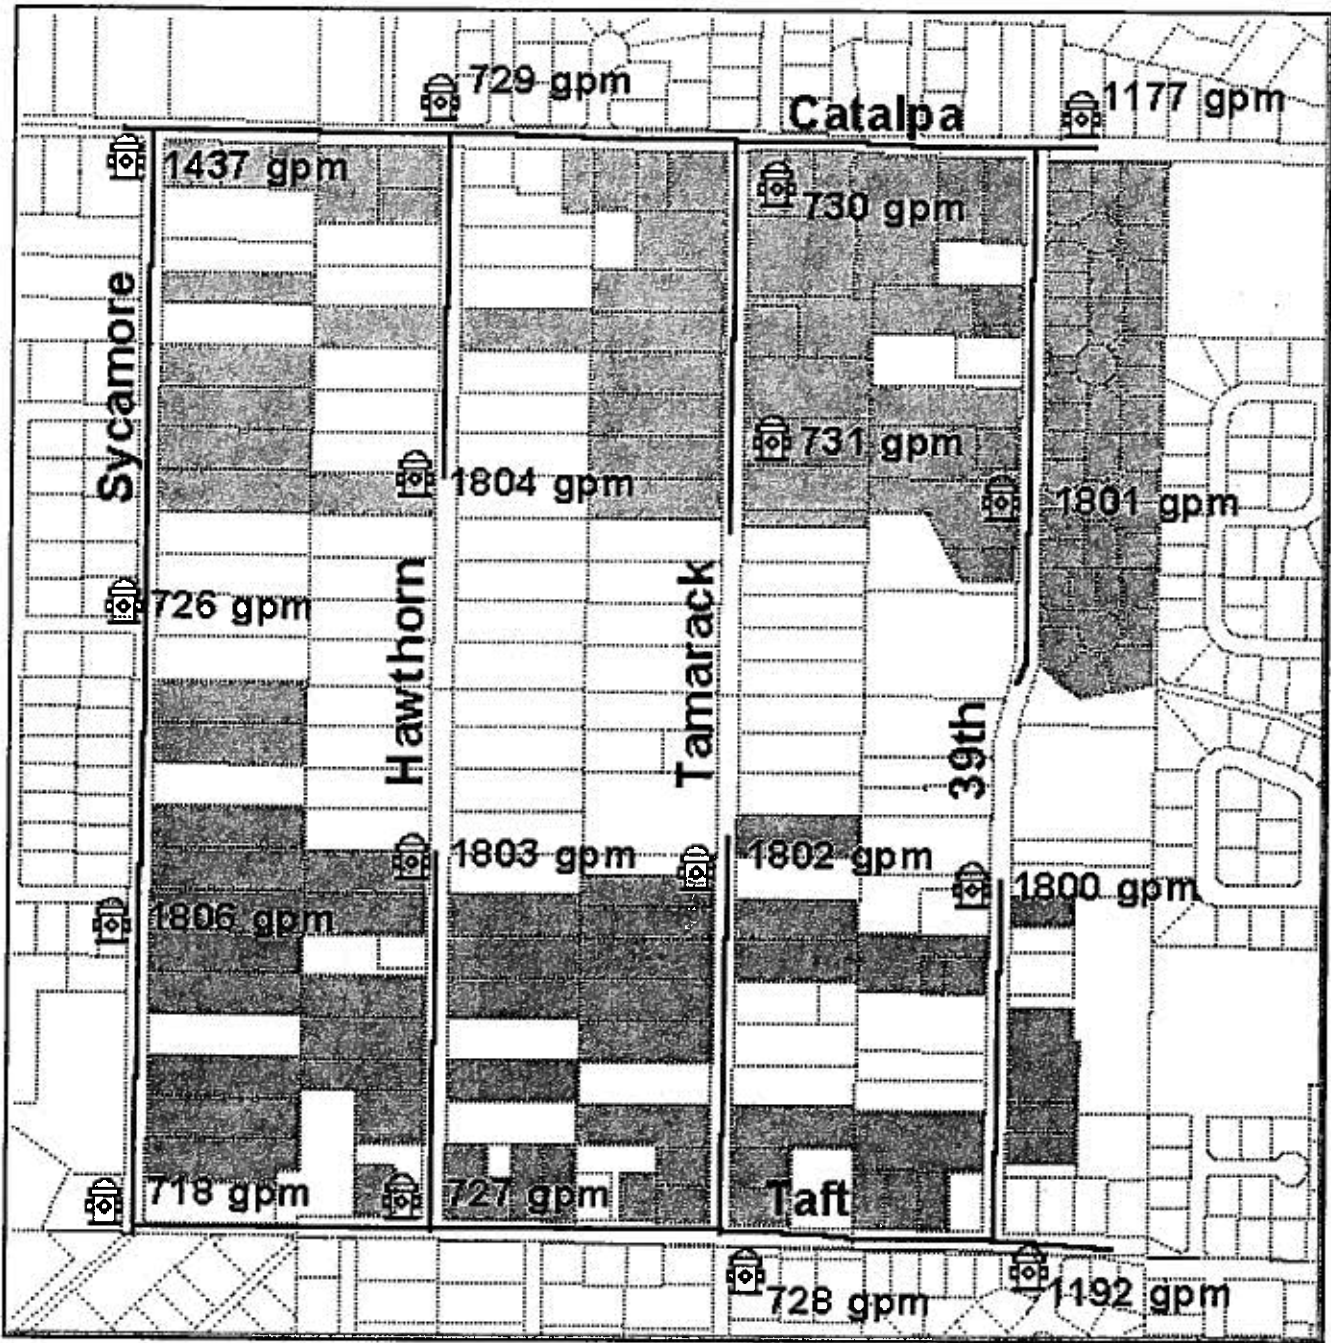 729 gpm
1177 gpm
Catalpa
1437 gpm
730 gpm
Sycamore
731 gpm
1804 gpm
1801 gpm
726 gpm
Hawthorn
Tamarack
39th
1803 gpm
1802 gpm
1800 gpm
1806 gpm
718 gpm
727 gpm
Taft
728 gpm
1192 gpm